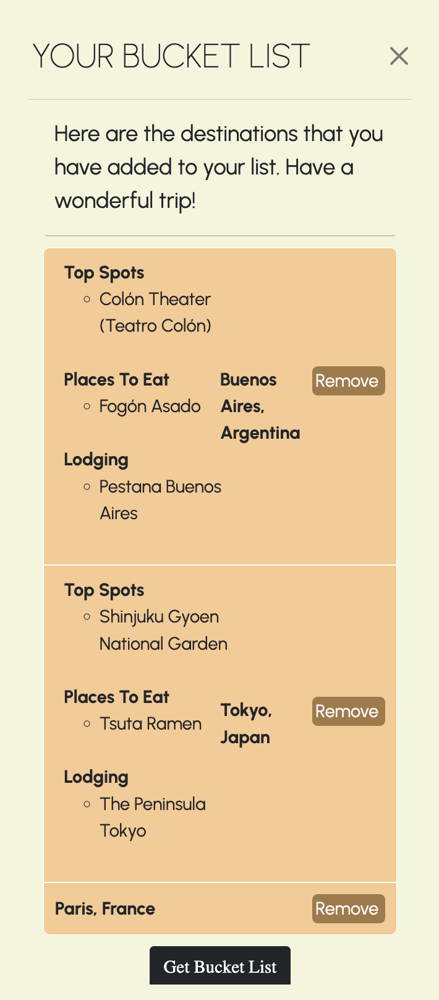 YOUR BUCKET LIST
Here are the destinations that you
have added to your list. Have a
wonderful trip!
Top Spots
Colón Theater
(Teatro Colón)
Places To Eat
Fogón Asado
Lodging
Pestana Buenos
Aires
Buenos
Aires,
Argentina
Remove
Top Spots
Shinjuku Gyoen
National Garden
Places To Eat
Tsuta Ramen
Lodging
The Peninsula
Tokyo
Tokyo,
Japan
Remove
Paris, France
Remove
Get Bucket List